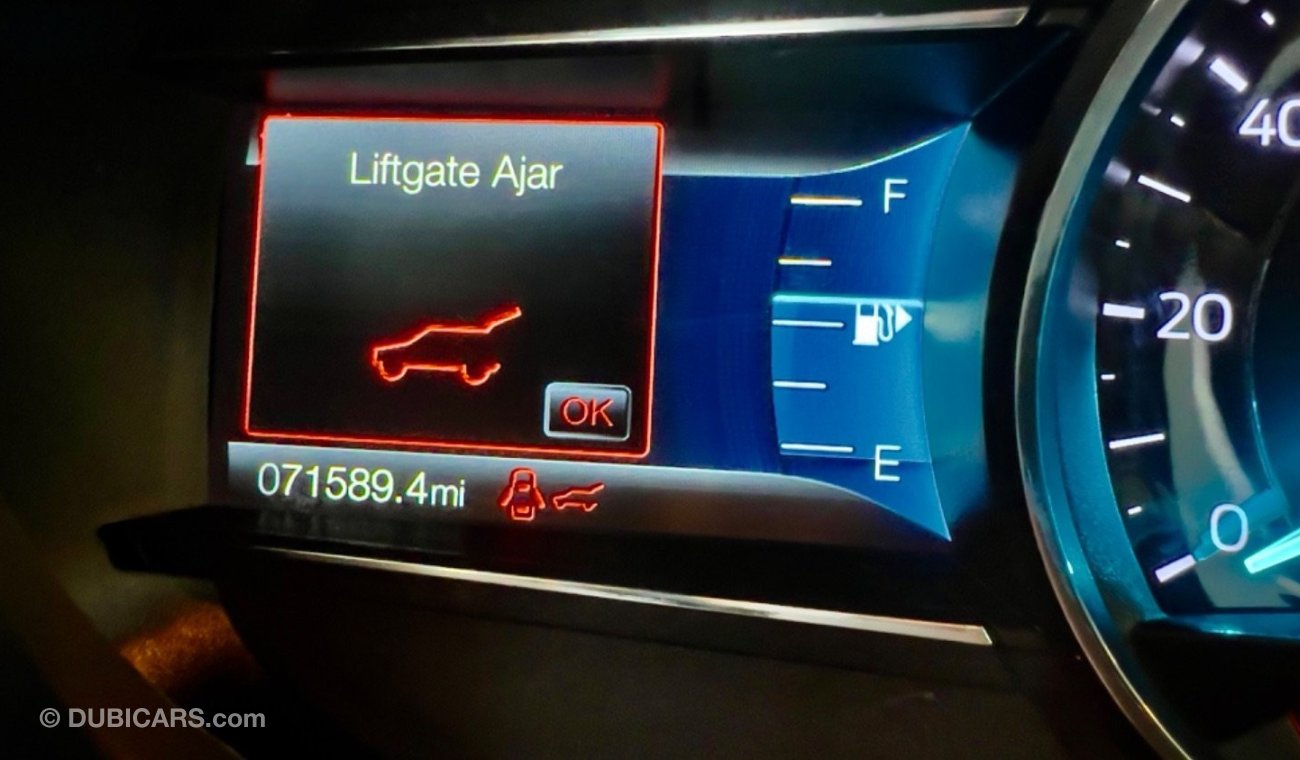 Liftgate Ajar
OK
071589.4mi
F
E
40
20
0
© DUBICARS.com